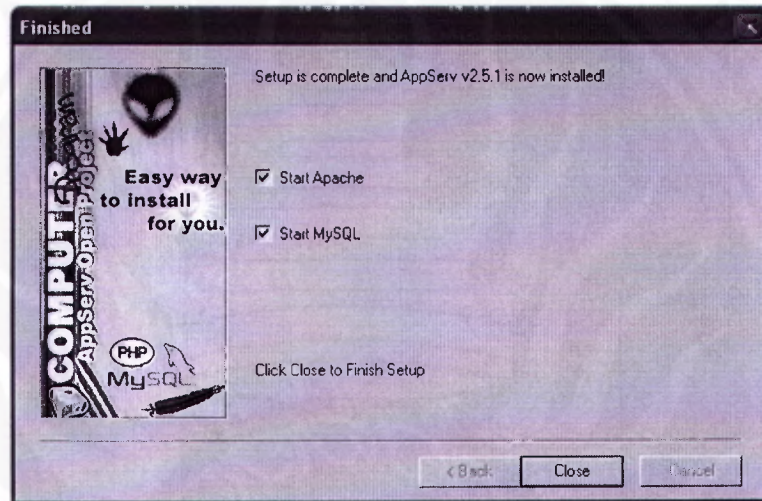 Finished
Setup is complete and AppServ v2.5.1 is now installed!
COMPUTER
AppServ Open Project
Easy way
to install
for you.
Start Apache
Start MySQL
PHP
MySQL
Click Close to Finish Setup
< Back
Close
Cancel